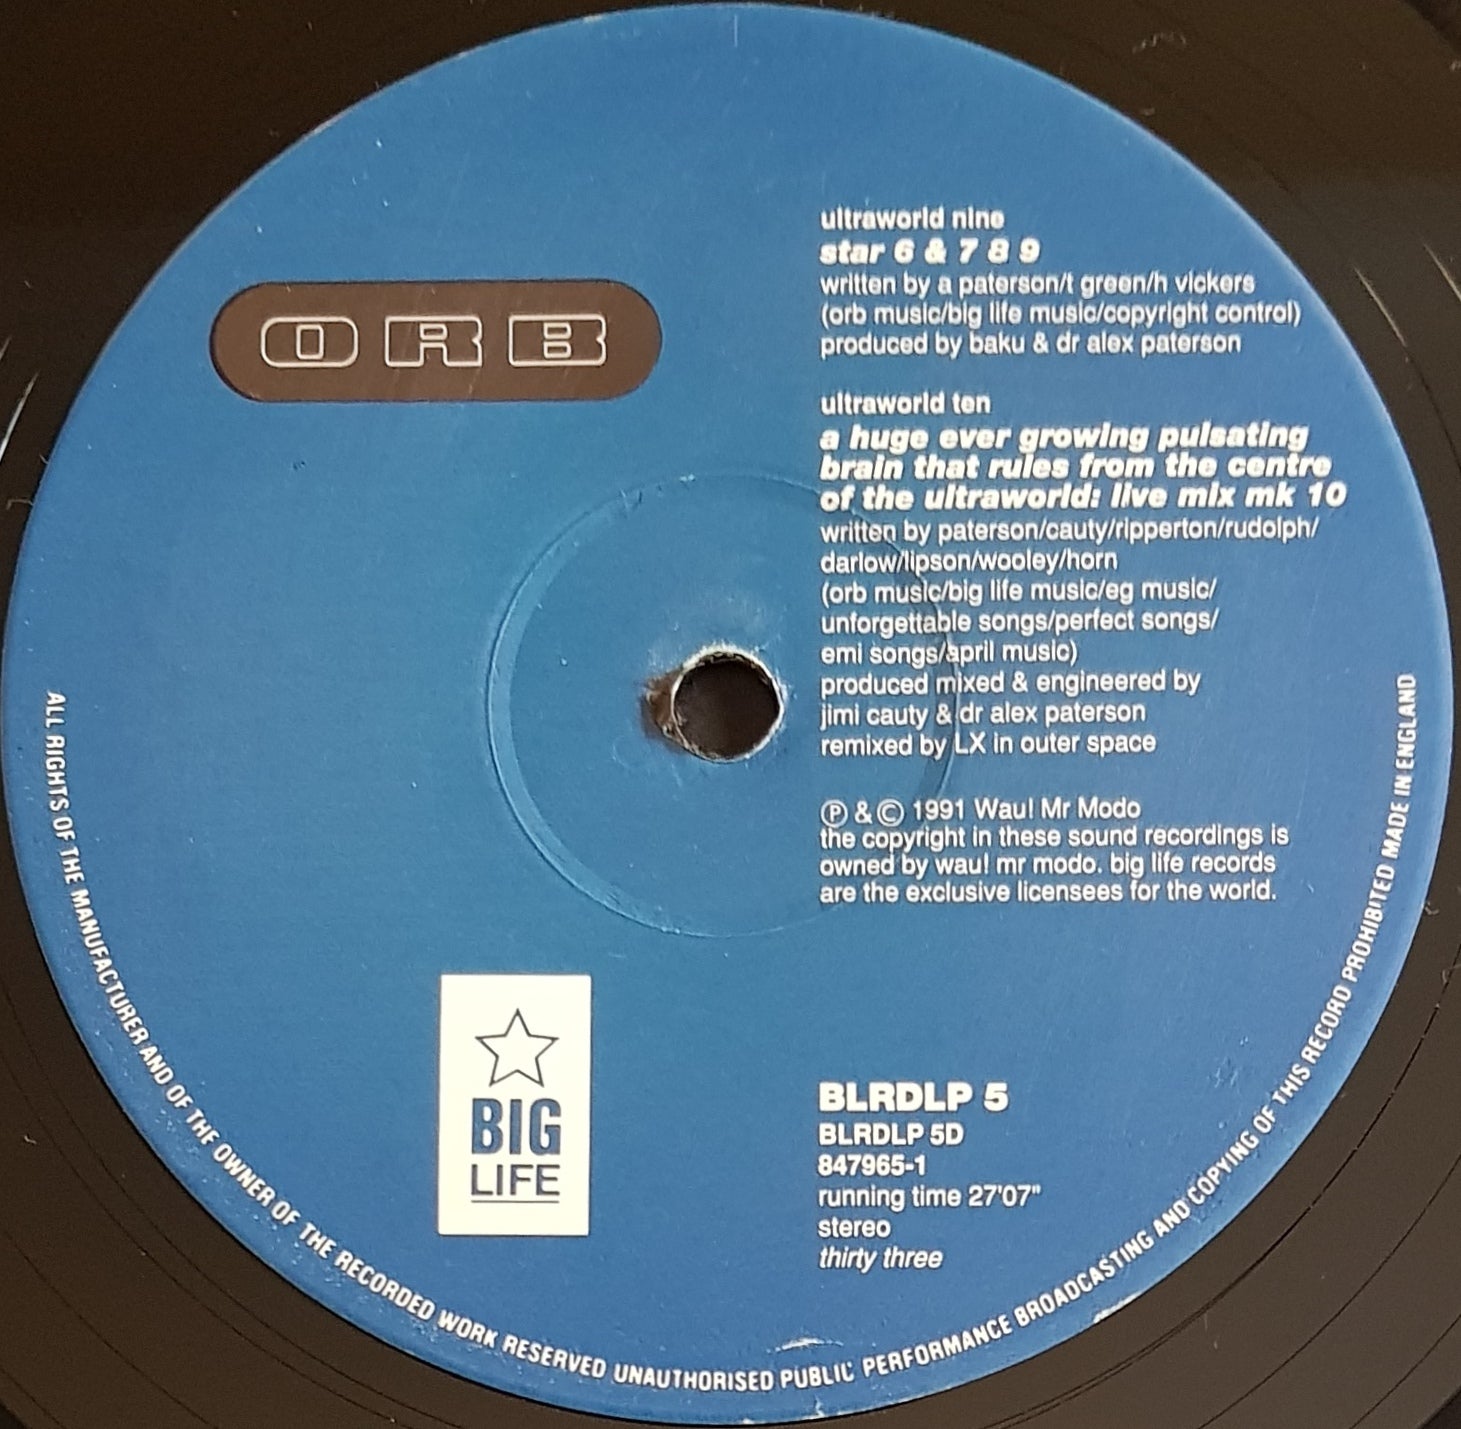 ORB
ultraworld nine
star 6 & 7 8 9
written by a paterson/t green/h vickers
(orb music/big life music/copyright control)
produced by baku & dr alex paterson
ultraworld ten
a huge ever growing pulsating
brain that rules from the centre
of the ultraworld: live mix mk 10
written by paterson/cauty/ripperton/rudolph/
darlow/lipson/wooley/horn
(orb music/big life music/eg music/
unforgettable songs/perfect songs/
emi songs/april music)
produced mixed & engineered by
jimi cauty & dr alex paterson
remixed by LX in outer space
Ⓟ & © 1991 Wau! Mr Modo
the copyright in these sound recordings is
owned by wau! mr modo. big life records
are the exclusive licensees for the world.
BIG
LIFE
BLRDLP 5
BLRDLP 5D
847965-1
running time 27'07"
stereo
thirty three
ALL RIGHTS OF THE MANUFACTURER AND OF THE OWNER OF THE RECORDED WORK RESERVED UNAUTHORISED PUBLIC PERFORMANCE BROADCASTING AND COPYING OF THIS RECORD PROHIBITED MADE IN ENGLAND